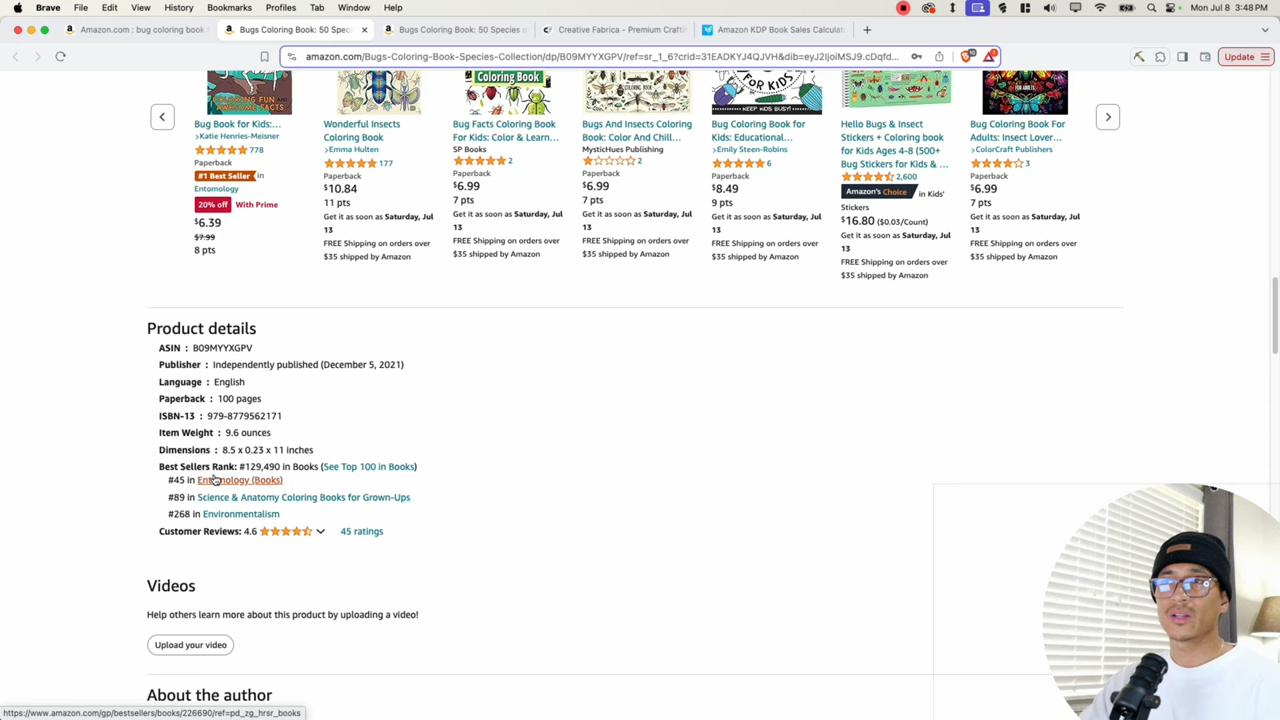 Brave File Edit View History Bookmarks Profiles Tab Window Help Mon Jul 8 3:48 PM
Amazon.com : bug coloring book Bugs Coloring Book: 50 Spec Bugs Coloring Book: 50 Species o Creative Fabrica - Premium Crafti Amazon KDP Book Sales Calculat
amazon.com/Bugs-Coloring-Book-Species-Collection/dp/B09MYYXGPV/ref=sr_1_6?crid=31EADKYJ4QJVH&dib=eyJ2IjoiMSJ9.cDqfd... Update
Bug Book for Kids:...
Katie Henries-Meisner
778
Paperback
#1 Best Seller in
Entomology
20% off With Prime
$6.39
$7.99
8 pts
Wonderful Insects
Coloring Book
Emma Hulten
177
Paperback
$10.84
11 pts
Get it as soon as Saturday, Jul
13
FREE Shipping on orders over
$35 shipped by Amazon
Coloring Book
Bug Facts Coloring Book
For Kids: Color & Learn...
SP Books
2
Paperback
$6.99
7 pts
Get it as soon as Saturday, Jul
13
FREE Shipping on orders over
$35 shipped by Amazon
Bugs And Insects Coloring
Book: Color And Chill...
MysticHues Publishing
2
Paperback
$6.99
7 pts
Get it as soon as Saturday, Jul
13
FREE Shipping on orders over
$35 shipped by Amazon
KEEP KIDS BUSY!
Bug Coloring Book for
Kids: Educational...
Emily Steen-Robins
6
Paperback
$8.49
9 pts
Get it as soon as Saturday, Jul
13
FREE Shipping on orders over
$35 shipped by Amazon
Hello Bugs & Insect
Stickers + Coloring book
for Kids Ages 4-8 (500+
Bug Stickers for Kids & ...
2,600
Amazon's Choice in Kids'
Stickers
$16.80 ($0.03/Count)
Get it as soon as Saturday, Jul
13
FREE Shipping on orders over
$35 shipped by Amazon
FOR ADULTS
Bug Coloring Book For
Adults: Insect Lover...
ColorCraft Publishers
3
Paperback
$6.99
7 pts
Get it as soon as Saturday, Jul
13
FREE Shipping on orders over
$35 shipped by Amazon
Product details
ASIN : B09MYYXGPV
Publisher : Independently published (December 5, 2021)
Language : English
Paperback : 100 pages
ISBN-13 : 979-8779562171
Item Weight : 9.6 ounces
Dimensions : 8.5 x 0.23 x 11 inches
Best Sellers Rank: #129,490 in Books (See Top 100 in Books)
#45 in Entomology (Books)
#89 in Science & Anatomy Coloring Books for Grown-Ups
#268 in Environmentalism
Customer Reviews: 4.6 45 ratings
Videos
Help others learn more about this product by uploading a video!
Upload your video
About the author
https://www.amazon.com/gp/bestsellers/books/226690/ref=pd_zg_hrsr_books